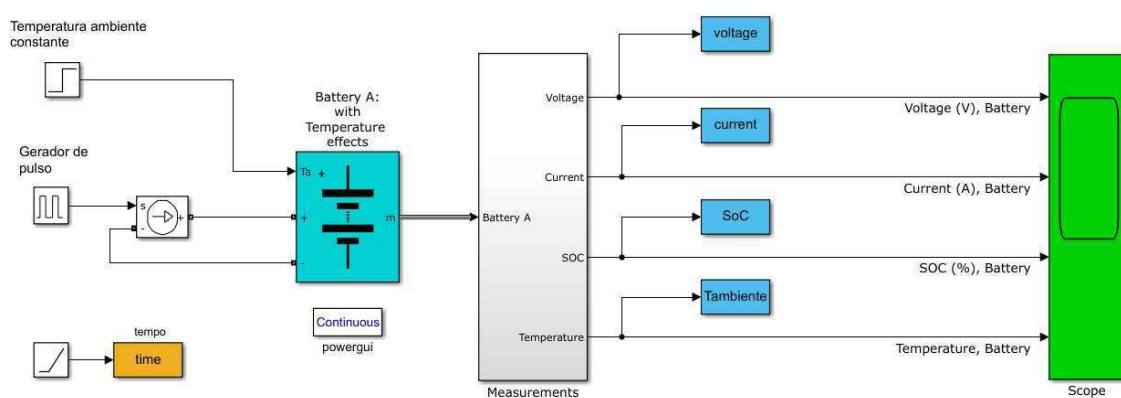 Temperatura ambiente
constante
Battery A:
with
Temperature
effects
Gerador de
pulso
s
+
-
Ta
+
+
-
m
Continuous
powergui
tempo
time
Battery A
Voltage
Current
SOC
Temperature
Measurements
voltage
Voltage (V), Battery
current
Current (A), Battery
SoC
SOC (%), Battery
Tambiente
Temperature, Battery
Scope